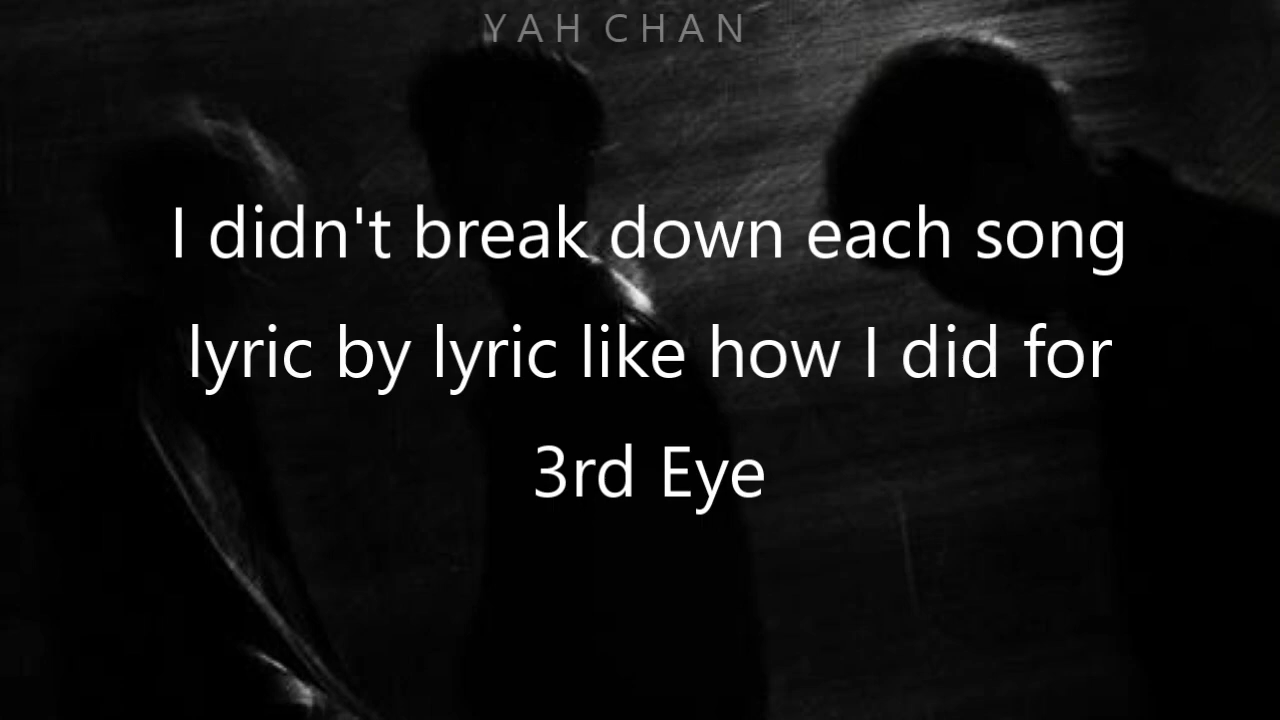 YAH CHAN
I didn't break down each song
lyric by lyric like how I did for
3rd Eye